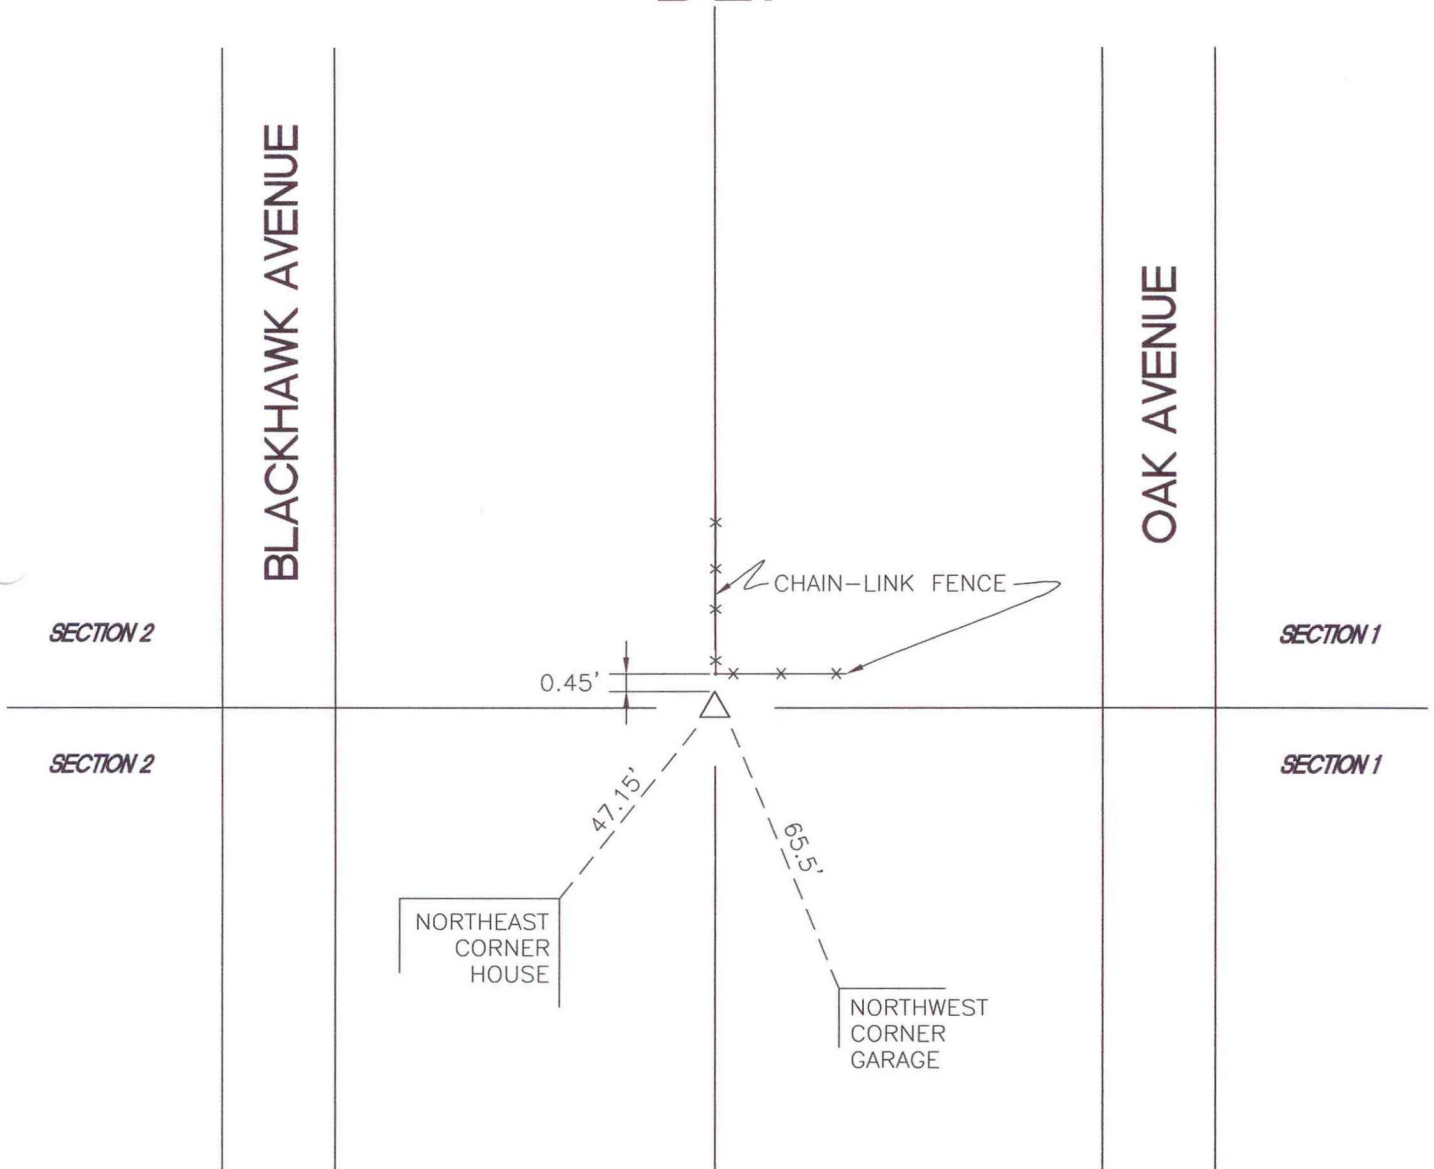 BLACKHAWK AVENUE
OAK AVENUE
CHAIN-LINK FENCE
SECTION 2
SECTION 1
0.45'
SECTION 2
SECTION 1
47.15'
65.5'
NORTHEAST
CORNER
HOUSE
NORTHWEST
CORNER
GARAGE